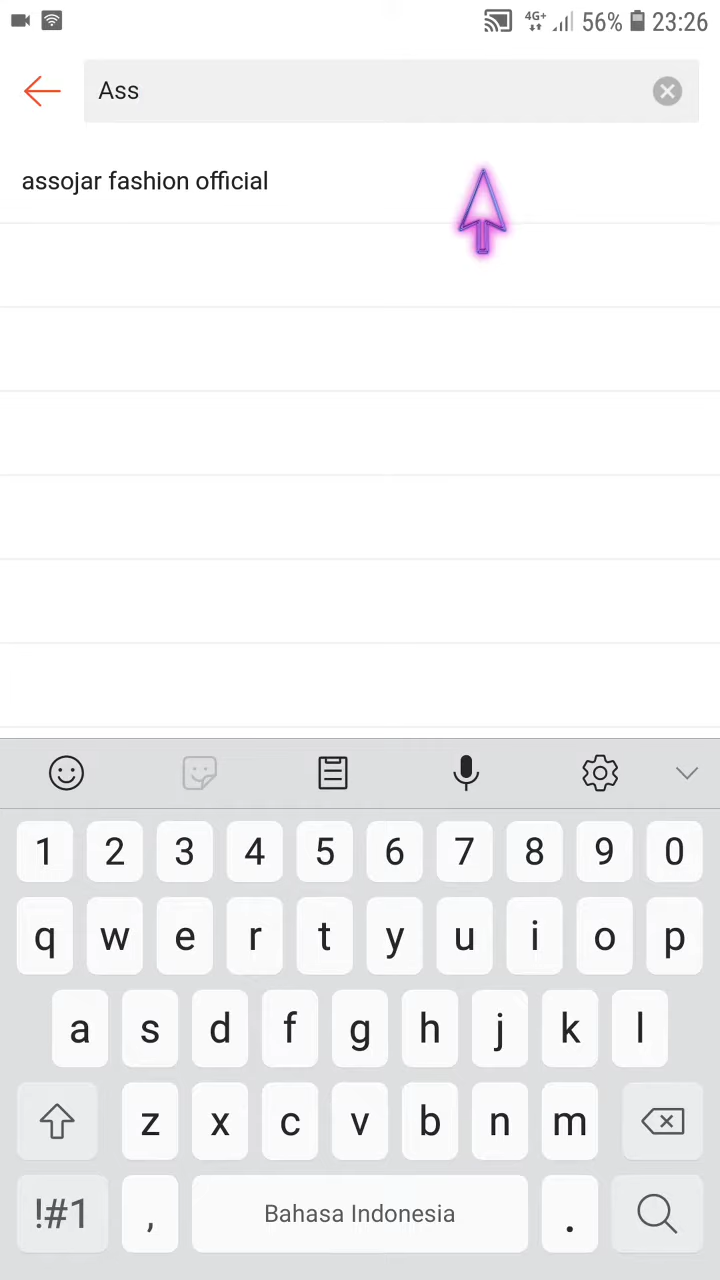 4G+ 56% 23:26
Ass
assojar fashion official
1 2 3 4 5 6 7 8 9 0
q w e r t y u i o p
a s d f g h j k l
z x c v b n m
!#1 , Bahasa Indonesia .